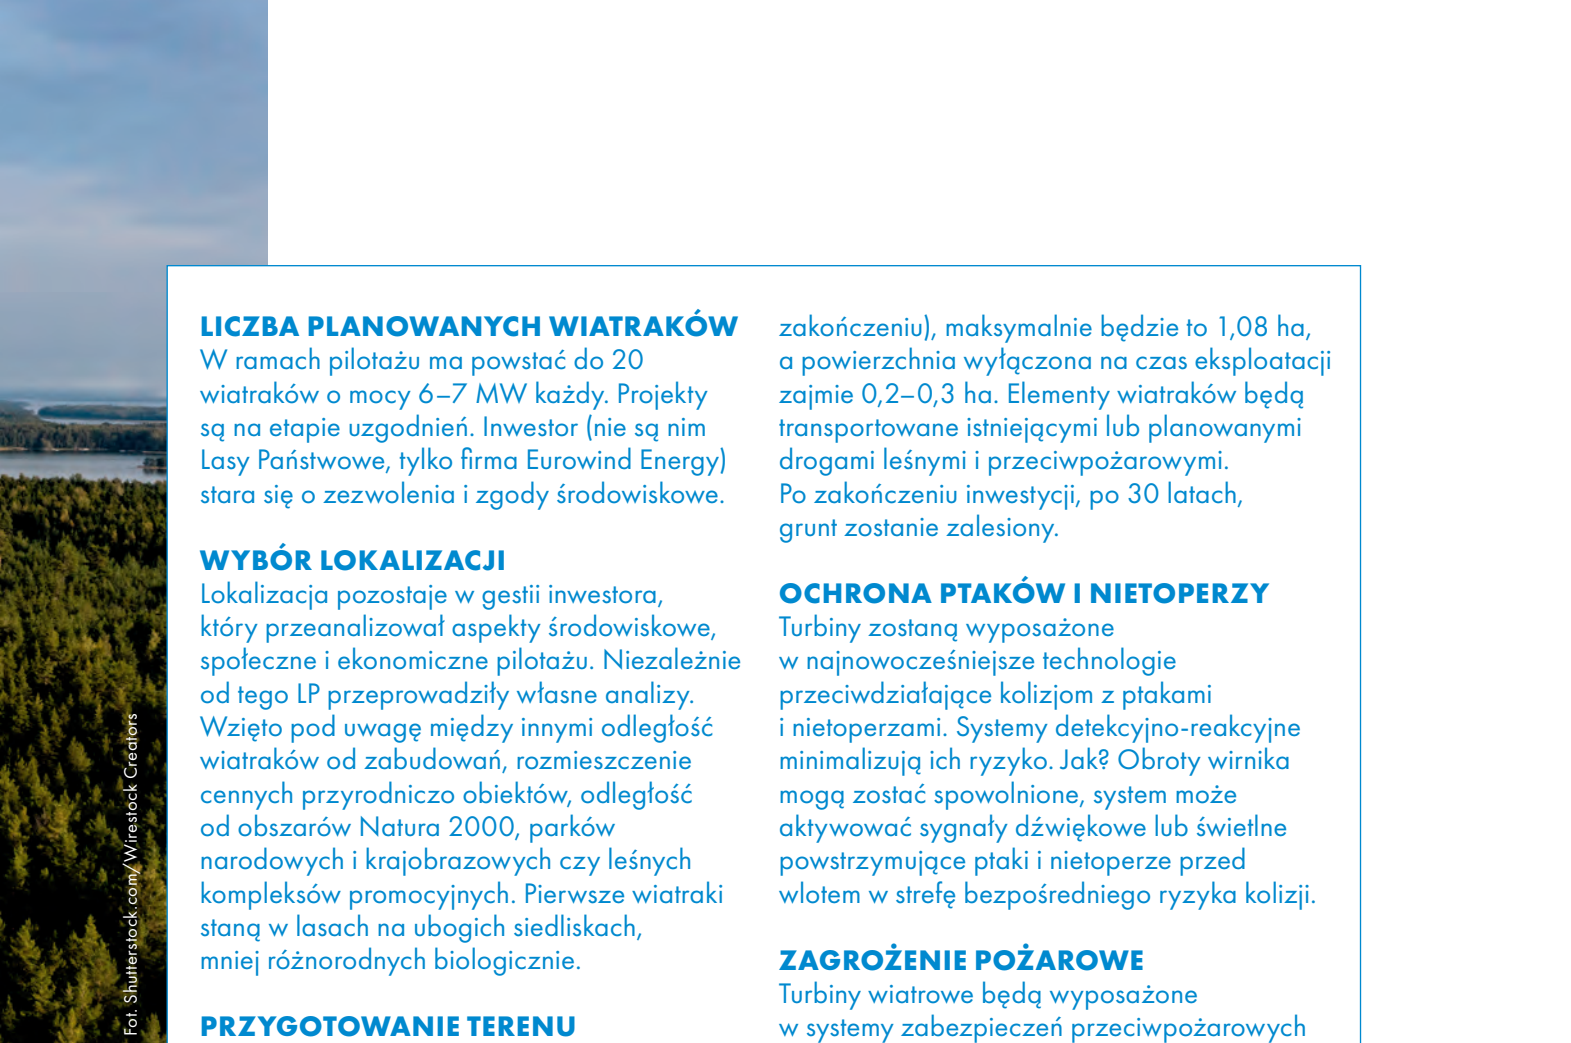 LICZBA PLANOWANYCH WIATRAKÓW
W ramach pilotażu ma powstać do 20
wiatraków o mocy 6–7 MW każdy. Projekty
są na etapie uzgodnień. Inwestor (nie są nim
Lasy Państwowe, tylko firma Eurowind Energy)
stara się o zezwolenia i zgody środowiskowe.
WYBÓR LOKALIZACJI
Lokalizacja pozostaje w gestii inwestora,
który przeanalizował aspekty środowiskowe,
społeczne i ekonomiczne pilotażu. Niezależnie
od tego LP przeprowadziły własne analizy.
Wzięto pod uwagę między innymi odległość
wiatraków od zabudowań, rozmieszczenie
cennych przyrodniczo obiektów, odległość
od obszarów Natura 2000, parków
narodowych i krajobrazowych czy leśnych
kompleksów promocyjnych. Pierwsze wiatraki
staną w lasach na ubogich siedliskach,
mniej różnorodnych biologicznie.
PRZYGOTOWANIE TERENU
zakończeniu), maksymalnie będzie to 1,08 ha,
a powierzchnia wyłączona na czas eksploatacji
zajmie 0,2–0,3 ha. Elementy wiatraków będą
transportowane istniejącymi lub planowanymi
drogami leśnymi i przeciwpożarowymi.
Po zakończeniu inwestycji, po 30 latach,
grunt zostanie zalesiony.
OCHRONA PTAKÓW I NIETOPERZY
Turbiny zostaną wyposażone
w najnowocześniejsze technologie
przeciwdziałające kolizjom z ptakami
i nietoperzami. Systemy detekcyjno-reakcyjne
minimalizują ich ryzyko. Jak? Obroty wirnika
mogą zostać spowolnione, system może
aktywować sygnały dźwiękowe lub świetlne
powstrzymujące ptaki i nietoperze przed
wlotem w strefę bezpośredniego ryzyka kolizji.
ZAGROŻENIE POŻAROWE
Turbiny wiatrowe będą wyposażone
w systemy zabezpieczeń przeciwpożarowych
Fot. Shutterstock.com/Wirestock Creators